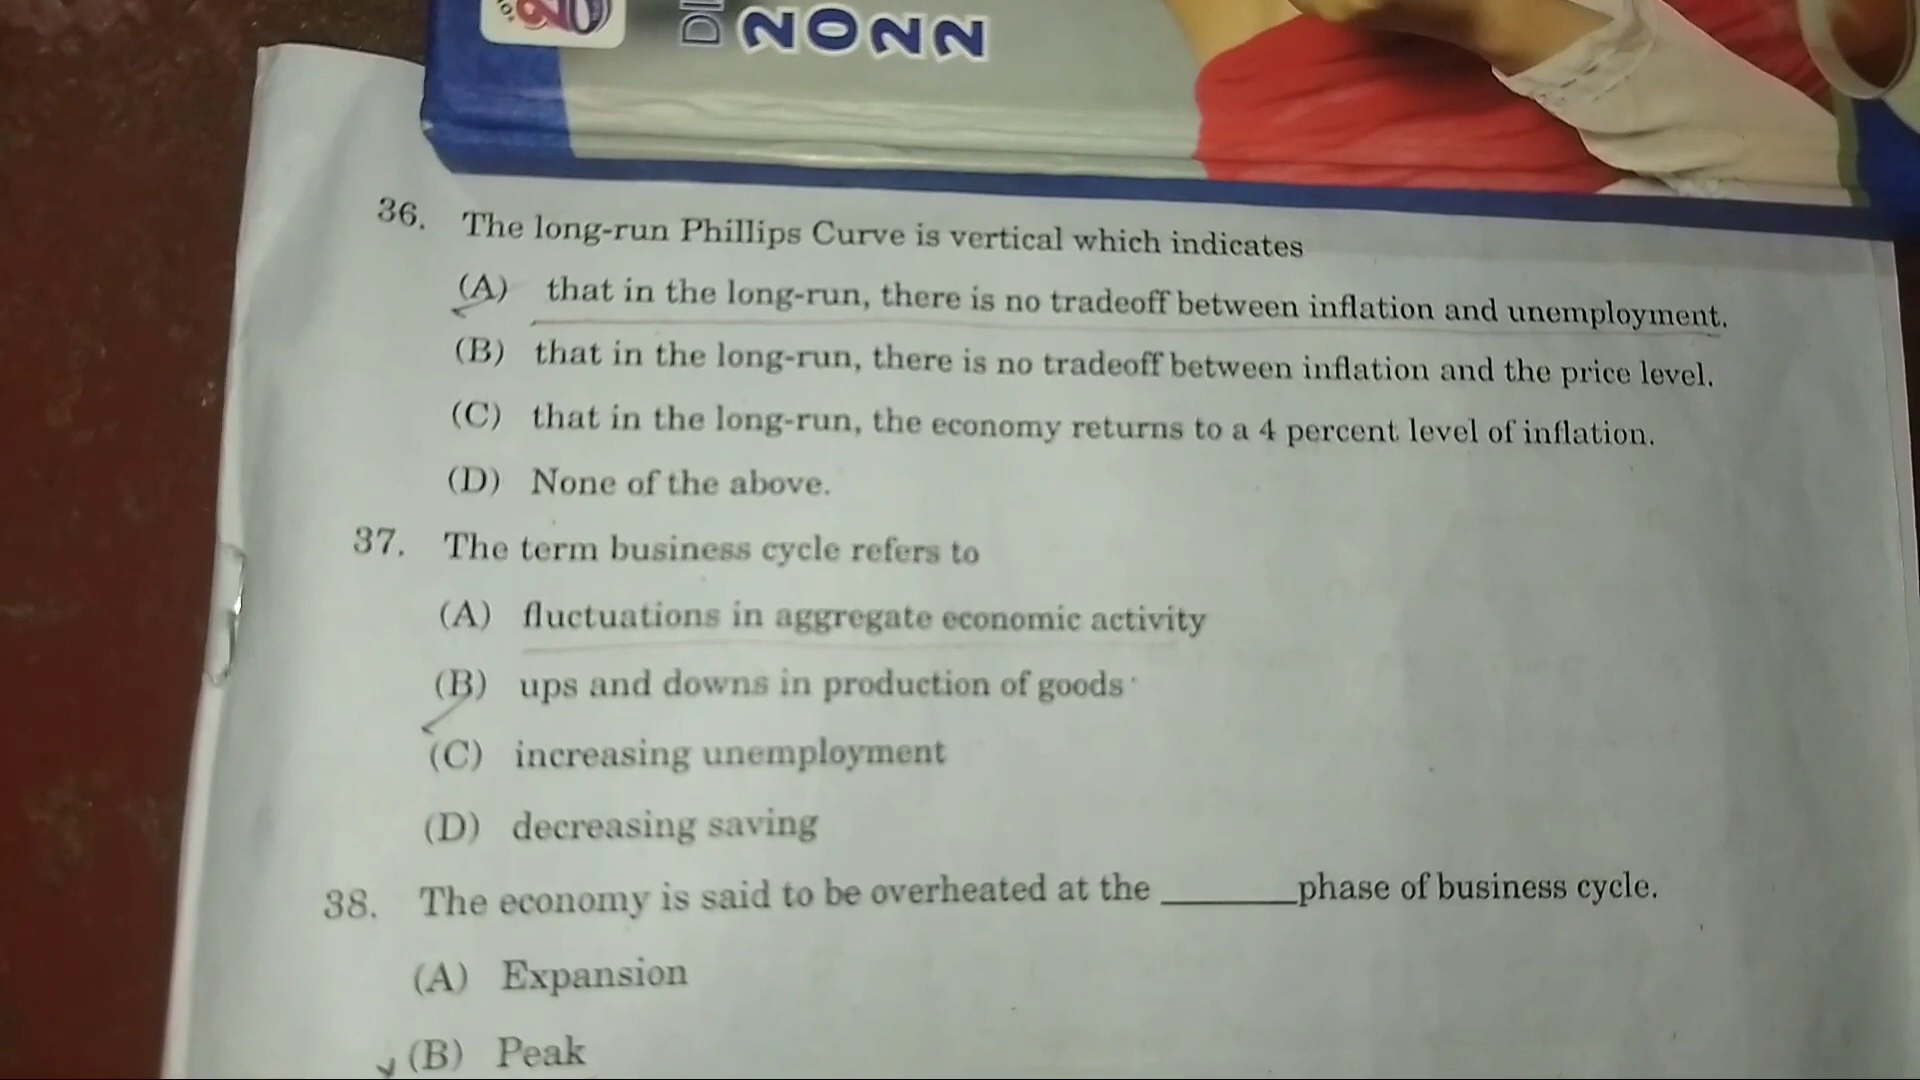 2022
36. The long-run Phillips Curve is vertical which indicates
(A) that in the long-run, there is no tradeoff between inflation and unemployment.
(B) that in the long-run, there is no tradeoff between inflation and the price level.
(C) that in the long-run, the economy returns to a 4 percent level of inflation.
(D) None of the above.
37. The term business cycle refers to
(A) fluctuations in aggregate economic activity
(B) ups and downs in production of goods
(C) increasing unemployment
(D) decreasing saving
38. The economy is said to be overheated at the ______phase of business cycle.
(A) Expansion
(B) Peak